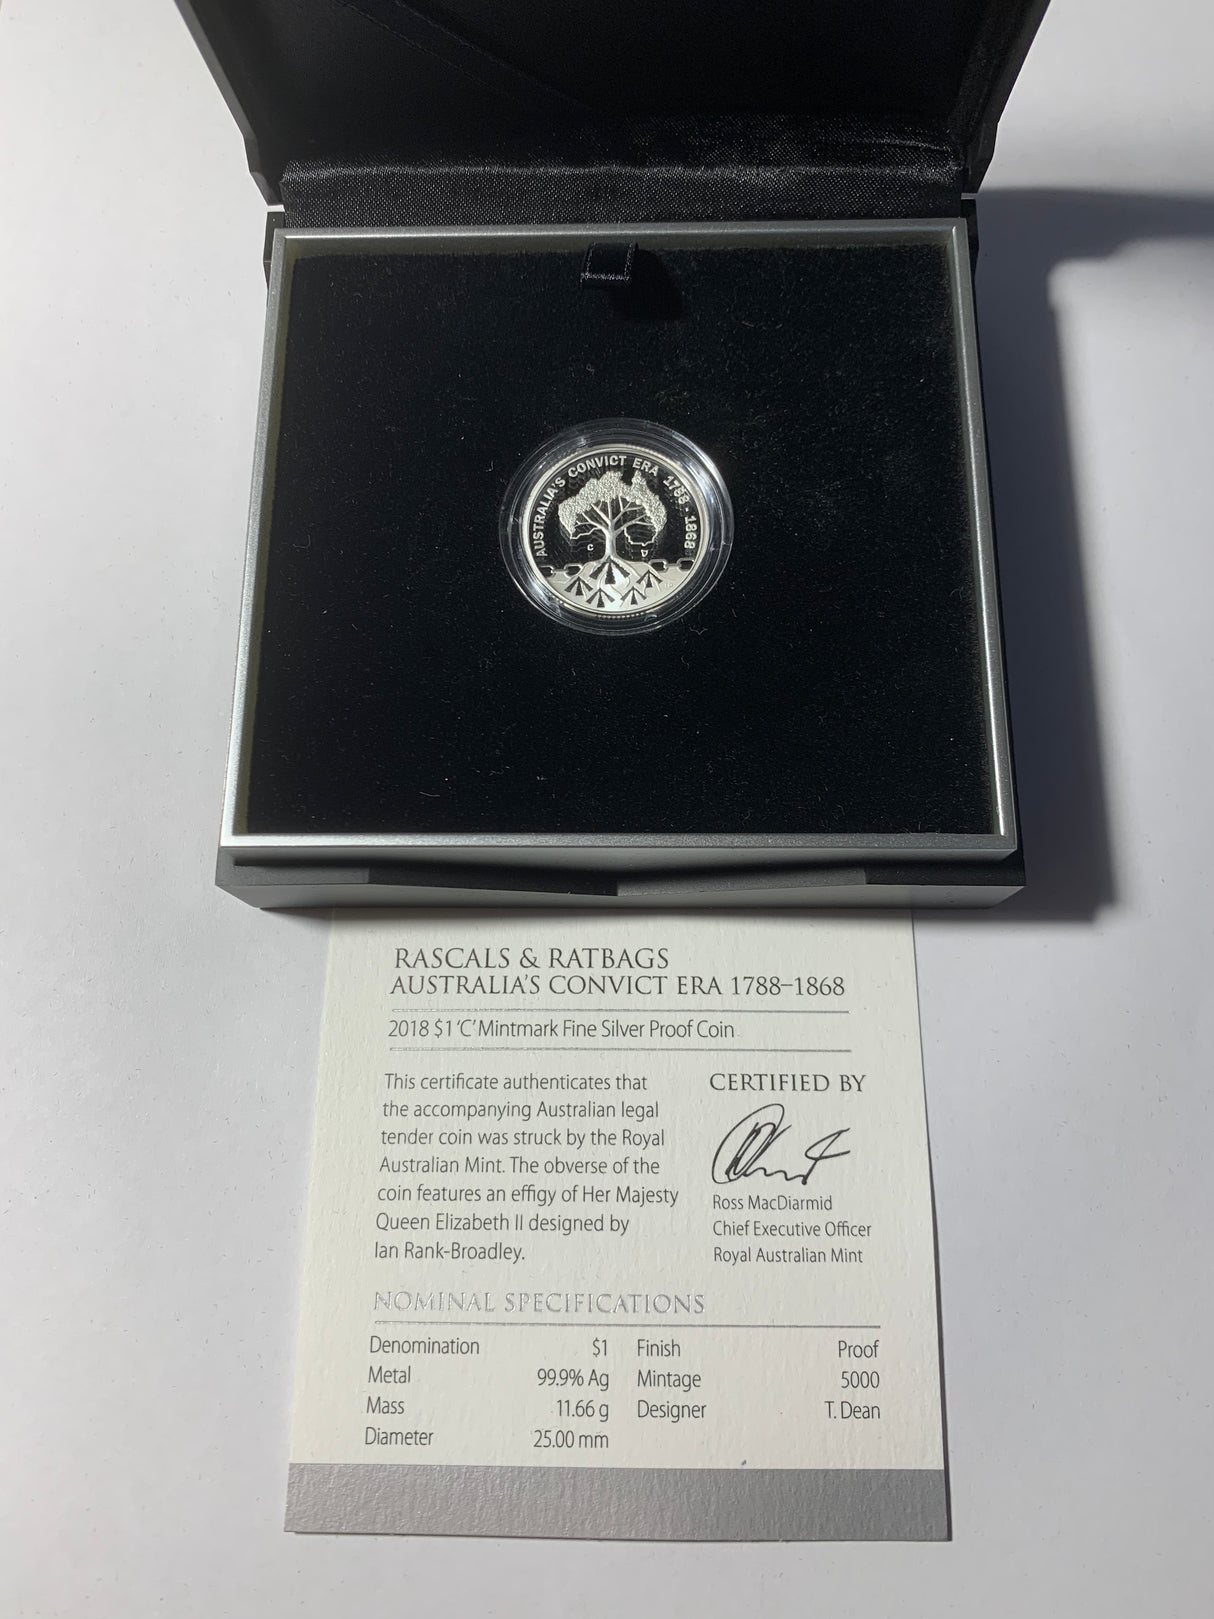 AUSTRALIA'S CONVICT ERA 1788 - 1868
C D
RASCALS & RATBAGS
AUSTRALIA'S CONVICT ERA 1788–1868
2018 $1 'C' Mintmark Fine Silver Proof Coin
This certificate authenticates that
the accompanying Australian legal
tender coin was struck by the Royal
Australian Mint. The obverse of the
coin features an effigy of Her Majesty
Queen Elizabeth II designed by
Ian Rank-Broadley.
CERTIFIED BY
Ross MacDiarmid
Chief Executive Officer
Royal Australian Mint
NOMINAL SPECIFICATIONS
Denomination $1 Finish Proof
Metal 99.9% Ag Mintage 5000
Mass 11.66 g Designer T. Dean
Diameter 25.00 mm